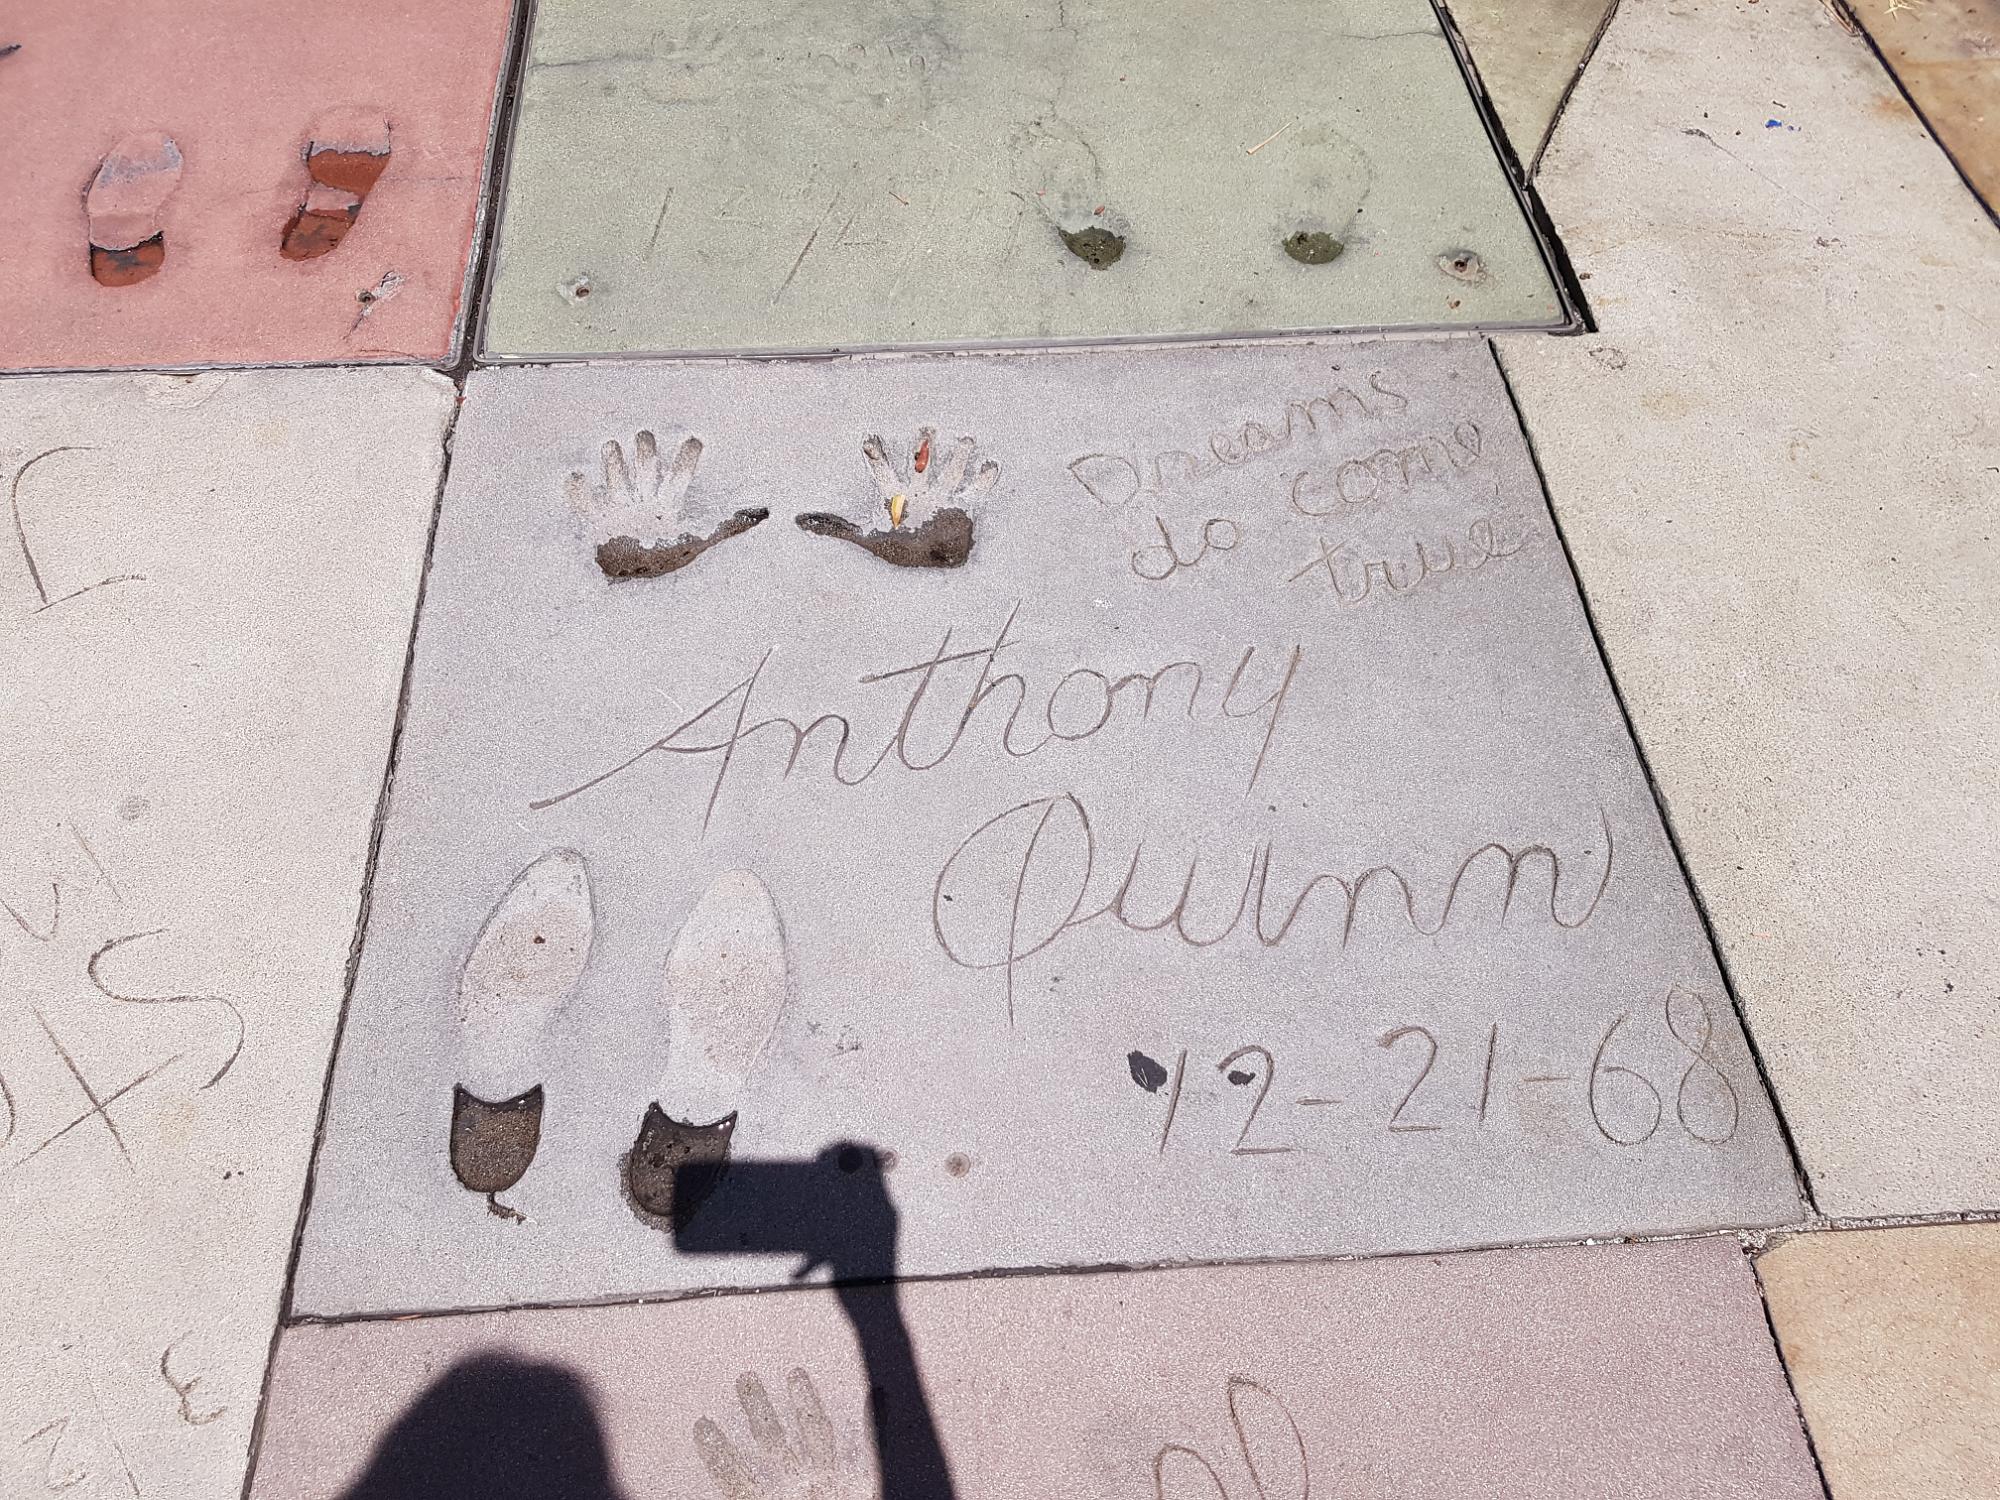 Dreams
do come
true
Anthony
Quinn
12-21-68